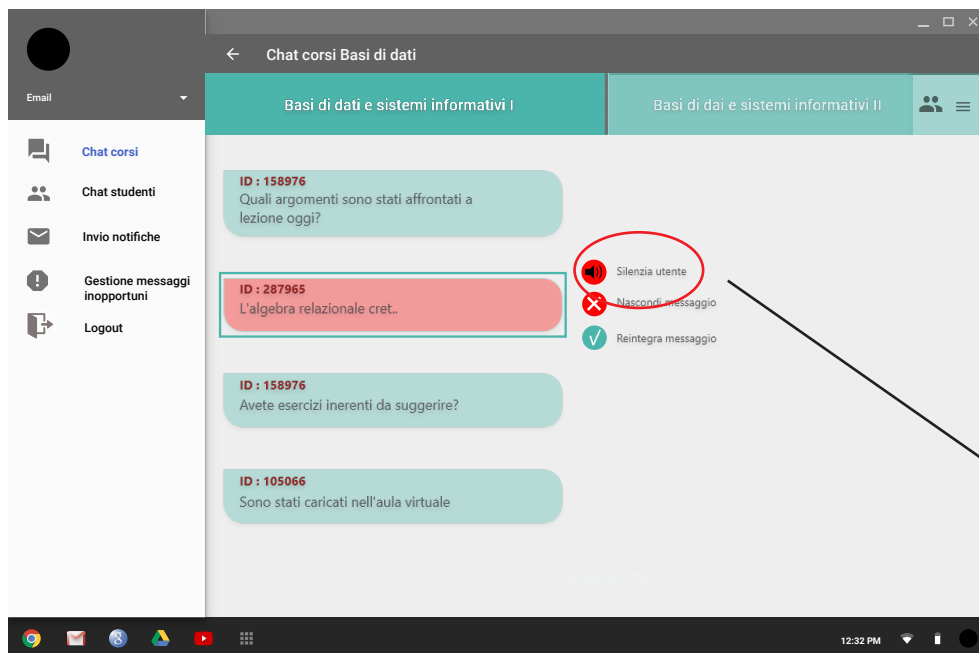 Chat corsi Basi di dati
Email
Basi di dati e sistemi informativi I
Basi di dai e sistemi informativi II
Chat corsi
Chat studenti
Invio notifiche
Gestione messaggi
inopportuni
Logout
ID : 158976
Quali argomenti sono stati affrontati a
lezione oggi?
ID : 287965
L'algebra relazionale cret..
Silenzia utente
Nascondi messaggio
Reintegra messaggio
ID : 158976
Avete esercizi inerenti da suggerire?
ID : 105066
Sono stati caricati nell'aula virtuale
12:32 PM